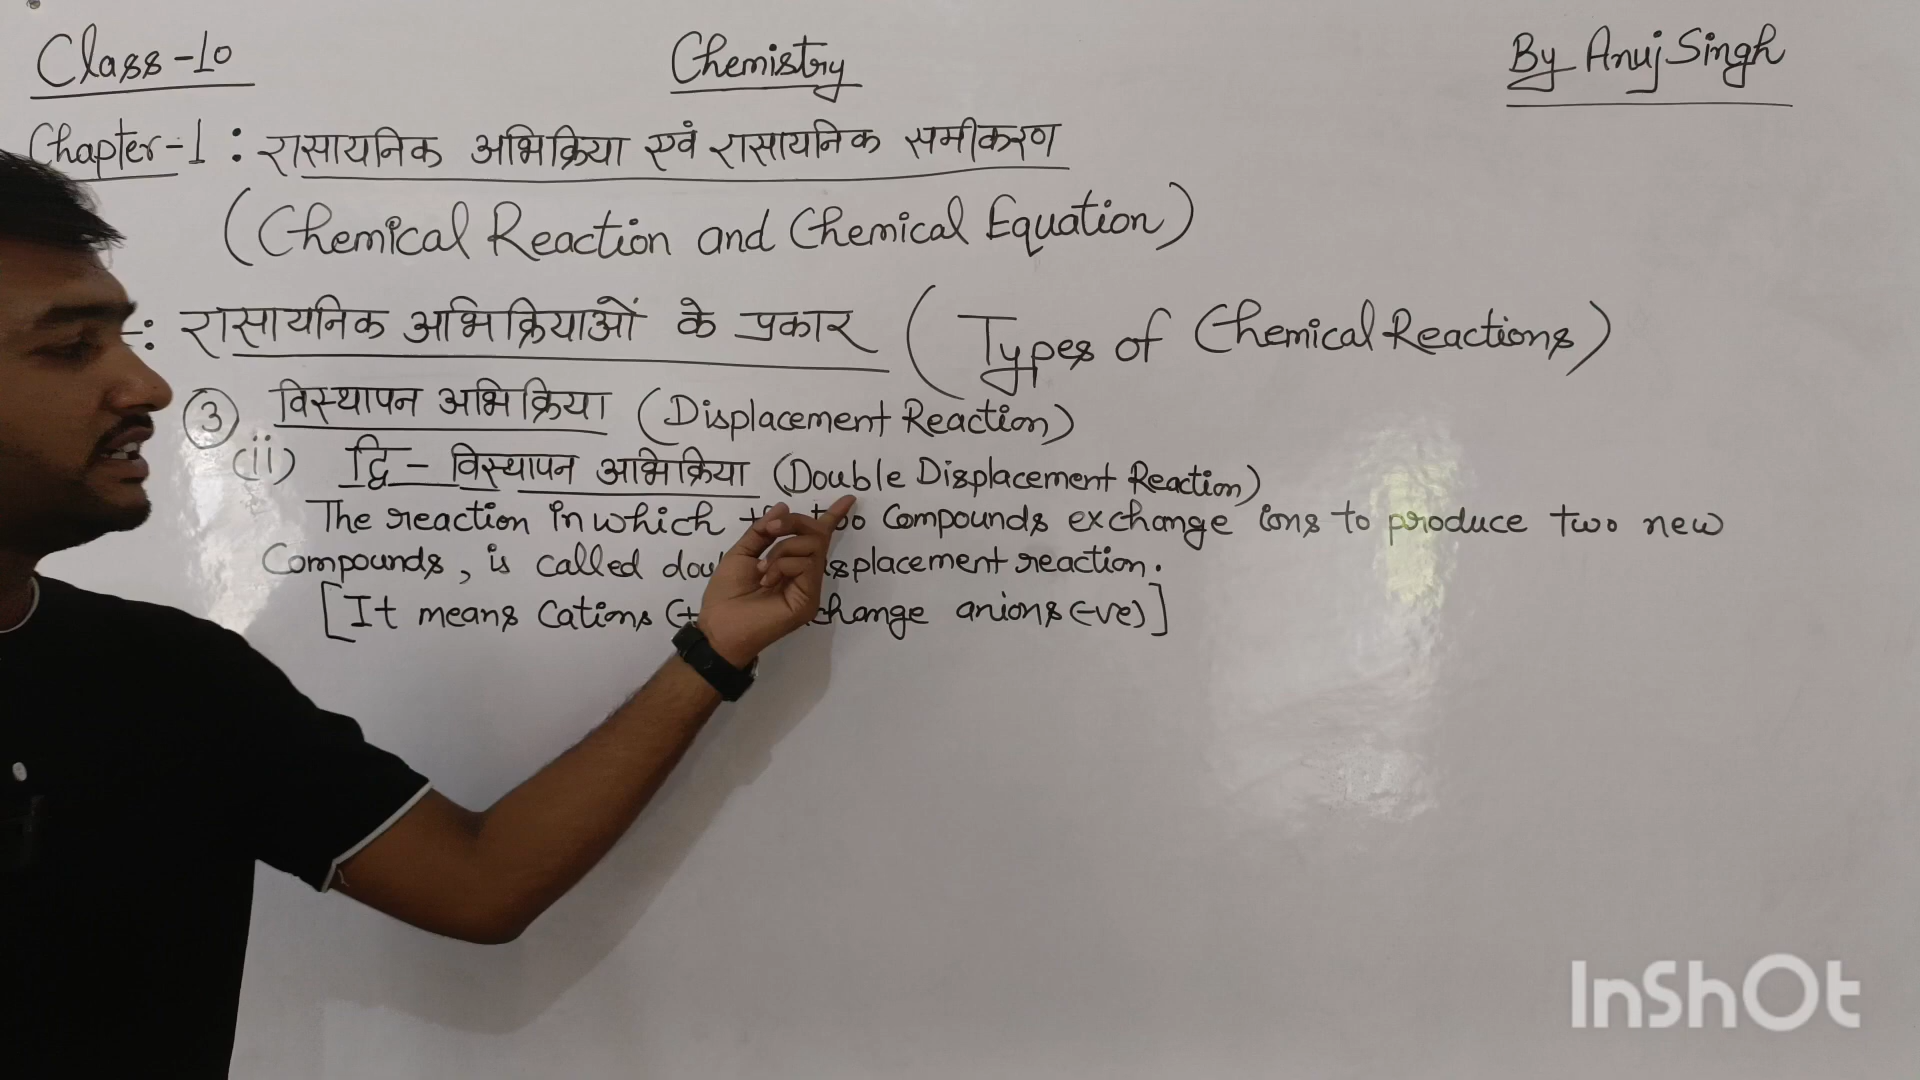 Class-10 Chemistry By Anuj Singh
Chapter-1 : रासायनिक अभिक्रिया एवं रासायनिक समीकरण
(Chemical Reaction and Chemical Equation)
-: रासायनिक अभिक्रियाओं के प्रकार (Types of Chemical Reactions)
③ विस्थापन अभिक्रिया (Displacement Reaction)
(ii) द्वि-विस्थापन अभिक्रिया (Double Displacement Reaction)
The reaction in which two Compounds exchange ions to produce two new
Compounds, is called displacement reaction.
[It means Cations exchange anions (-ve)]
InShOt